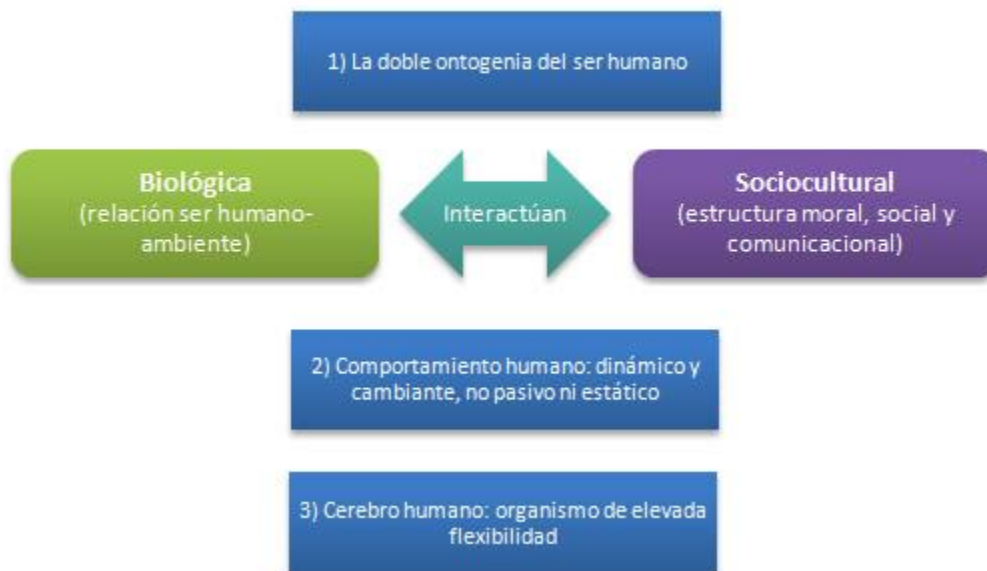 1) La doble ontogenia del ser humano
Biológica
(relación ser humano-
ambiente)
Interactúan
Sociocultural
(estructura moral, social y
comunicacional)
2) Comportamiento humano: dinámico y
cambiante, no pasivo ni estático
3) Cerebro humano: organismo de elevada
flexibilidad